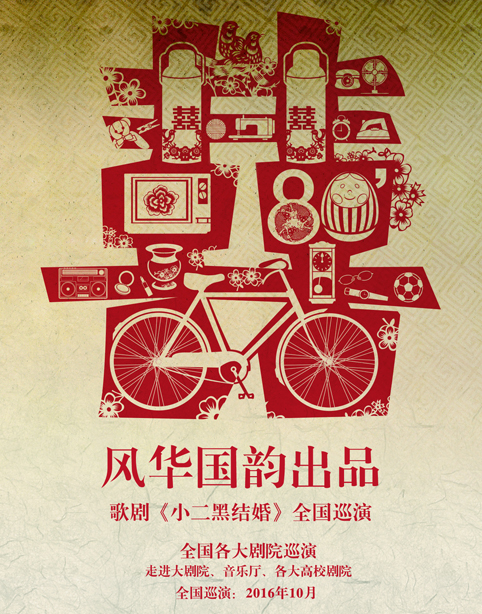 囍 囍
风华国韵出品
歌剧《小二黑结婚》全国巡演
全国各大剧院巡演
走进大剧院、音乐厅、各大高校剧院
全国巡演：2016年10月